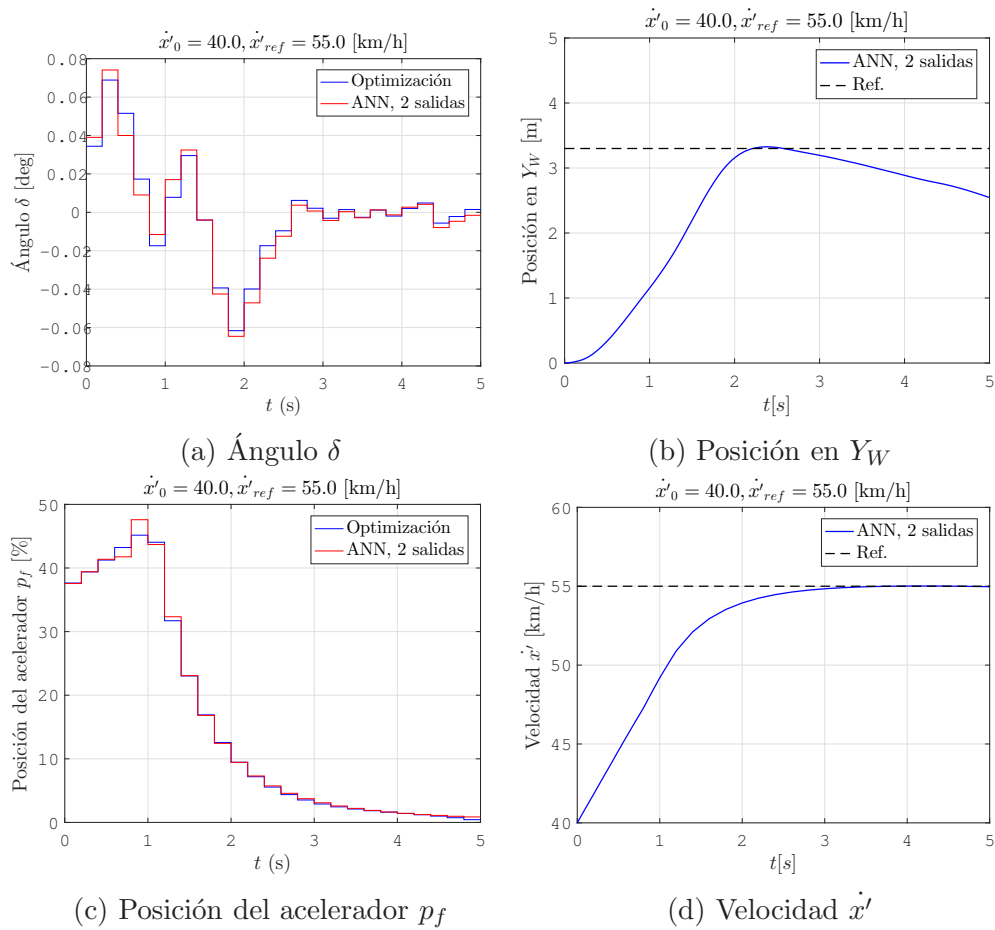 ẋ'₀ = 40.0, ẋ'ref = 55.0 [km/h]
Optimización
ANN, 2 salidas
Ángulo δ [deg]
0.08
0.06
0.04
0.02
0
-0.02
-0.04
-0.06
-0.08
0 1 2 3 4 5
t (s)
(a) Ángulo δ
ANN, 2 salidas
Ref.
Posición en Y_W [m]
5
4
3
2
1
0
0 1 2 3 4 5
t[s]
(b) Posición en Y_W
ẋ'₀ = 40.0, ẋ'ref = 55.0 [km/h]
ẋ'₀ = 40.0, ẋ'ref = 55.0 [km/h]
Optimización
ANN, 2 salidas
Posición del acelerador p_f [%]
50
40
30
20
10
0
0 1 2 3 4 5
t (s)
(c) Posición del acelerador p_f
ẋ'₀ = 40.0, ẋ'ref = 55.0 [km/h]
ANN, 2 salidas
Ref.
Velocidad ẋ' [km/h]
60
55
50
45
40
0 1 2 3 4 5
t[s]
(d) Velocidad ẋ'